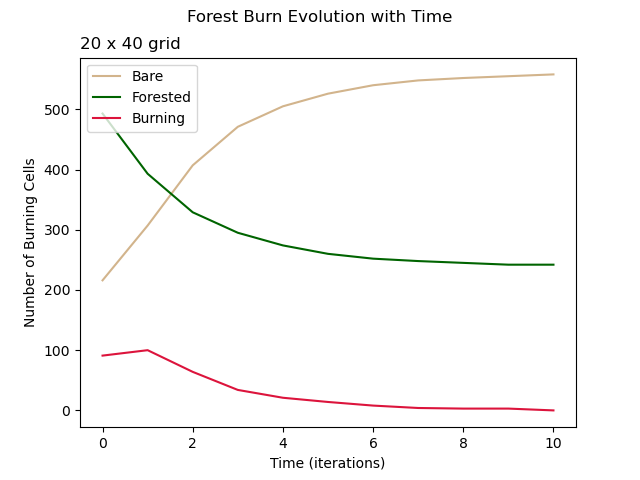 Forest Burn Evolution with Time
20 x 40 grid
Bare
Forested
Burning
Number of Burning Cells
500
400
300
200
100
0
0 2 4 6 8 10
Time (iterations)